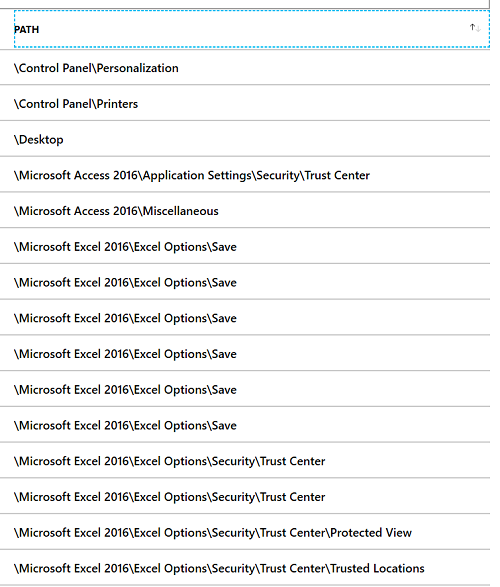 PATH
\Control Panel\Personalization
\Control Panel\Printers
\Desktop
\Microsoft Access 2016\Application Settings\Security\Trust Center
\Microsoft Access 2016\Miscellaneous
\Microsoft Excel 2016\Excel Options\Save
\Microsoft Excel 2016\Excel Options\Save
\Microsoft Excel 2016\Excel Options\Save
\Microsoft Excel 2016\Excel Options\Save
\Microsoft Excel 2016\Excel Options\Save
\Microsoft Excel 2016\Excel Options\Save
\Microsoft Excel 2016\Excel Options\Security\Trust Center
\Microsoft Excel 2016\Excel Options\Security\Trust Center
\Microsoft Excel 2016\Excel Options\Security\Trust Center\Protected View
\Microsoft Excel 2016\Excel Options\Security\Trust Center\Trusted Locations